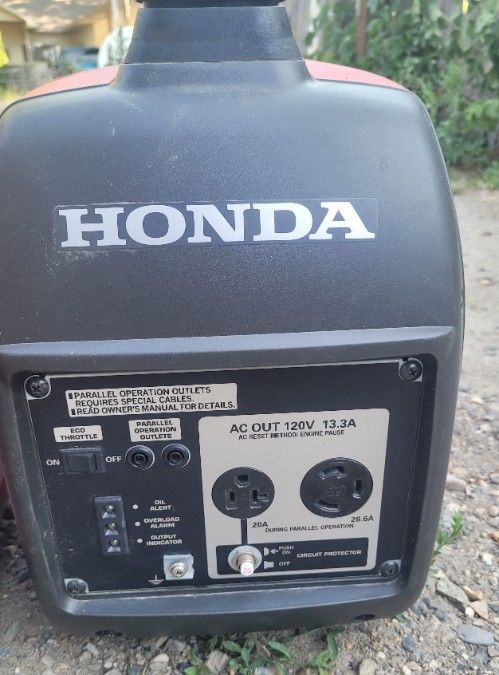 HONDA
PARALLEL OPERATION OUTLETS
REQUIRES SPECIAL CABLES.
READ OWNER'S MANUAL FOR DETAILS.
ECO
THROTTLE
PARALLEL
OPERATION
OUTLETS
ON
OFF
OIL
ALERT
OVERLOAD
ALARM
OUTPUT
INDICATOR
AC OUT 120V 13.3A
AC RESET METHOD: ENGINE PAUSE
20A
26.6A
DURING PARALLEL OPERATION
PUSH
ON
OFF
CIRCUIT PROTECTOR
20